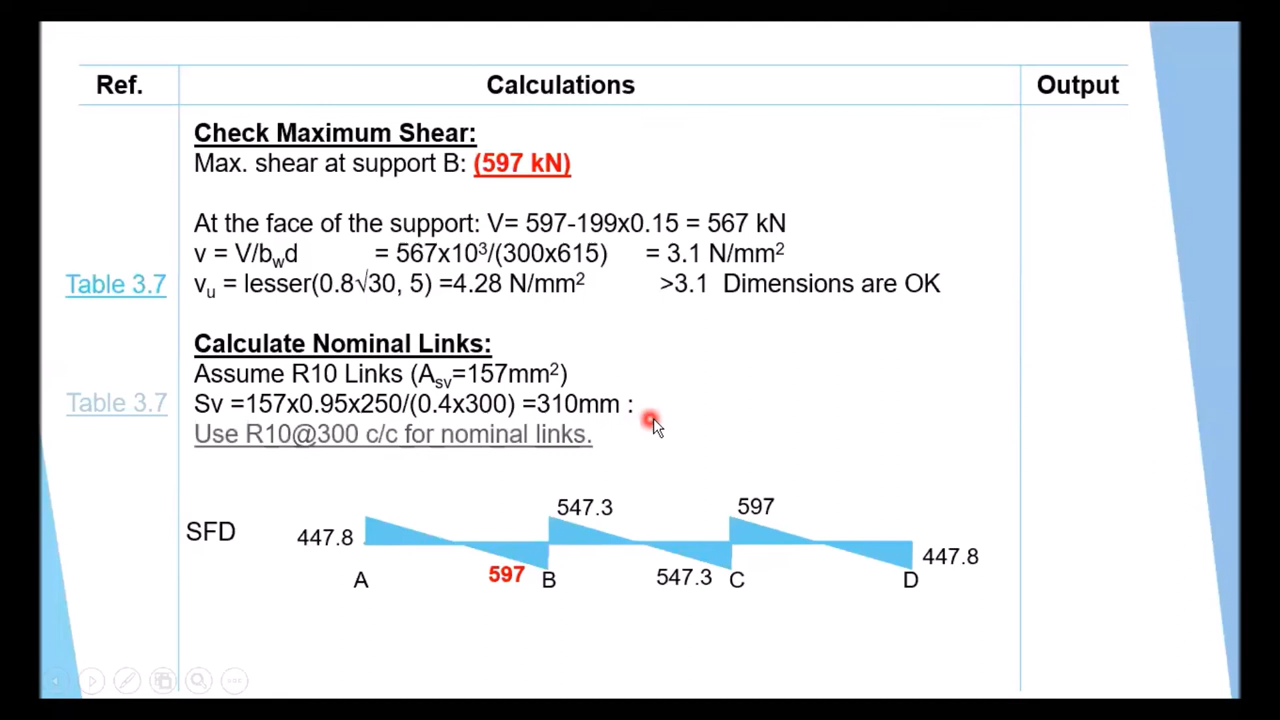 Ref. Calculations Output
Check Maximum Shear:
Max. shear at support B: (597 kN)
At the face of the support: V= 597-199x0.15 = 567 kN
v = V/bwd = 567x10³/(300x615) = 3.1 N/mm²
Table 3.7 vu = lesser(0.8√30, 5) =4.28 N/mm² >3.1 Dimensions are OK
Calculate Nominal Links:
Assume R10 Links (Asv=157mm²)
Table 3.7 Sv =157x0.95x250/(0.4x300) =310mm :
Use R10@300 c/c for nominal links.
547.3 597
SFD 447.8
447.8
597 547.3
A B C D